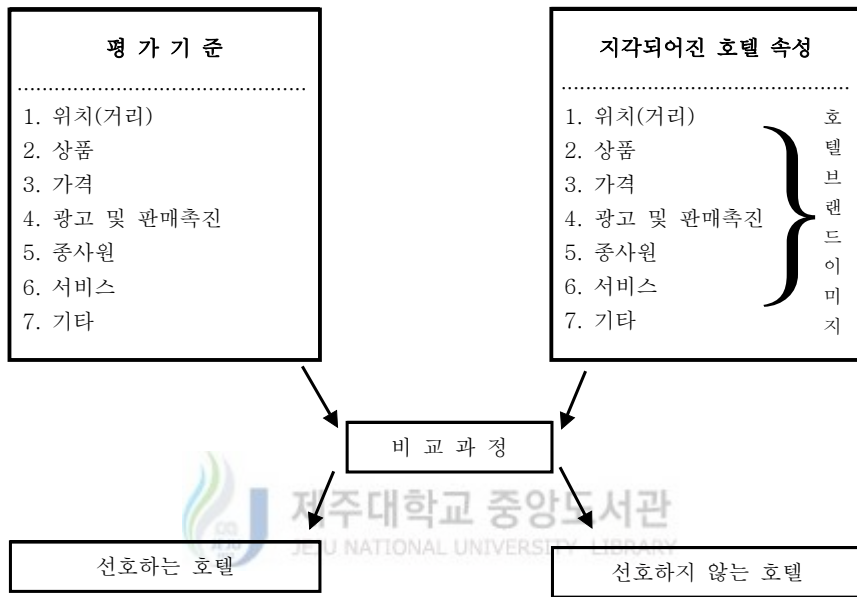 평 가 기 준
1. 위치(거리)
2. 상품
3. 가격
4. 광고 및 판매촉진
5. 종사원
6. 서비스
7. 기타
지각되어진 호텔 속성
1. 위치(거리)
2. 상품
3. 가격
4. 광고 및 판매촉진
5. 종사원
6. 서비스
7. 기타
호텔브랜드이미지
비 교 과 정
제주대학교 중앙도서관
JEJU NATIONAL UNIVERSITY LIBRARY
선호하는 호텔
선호하지 않는 호텔